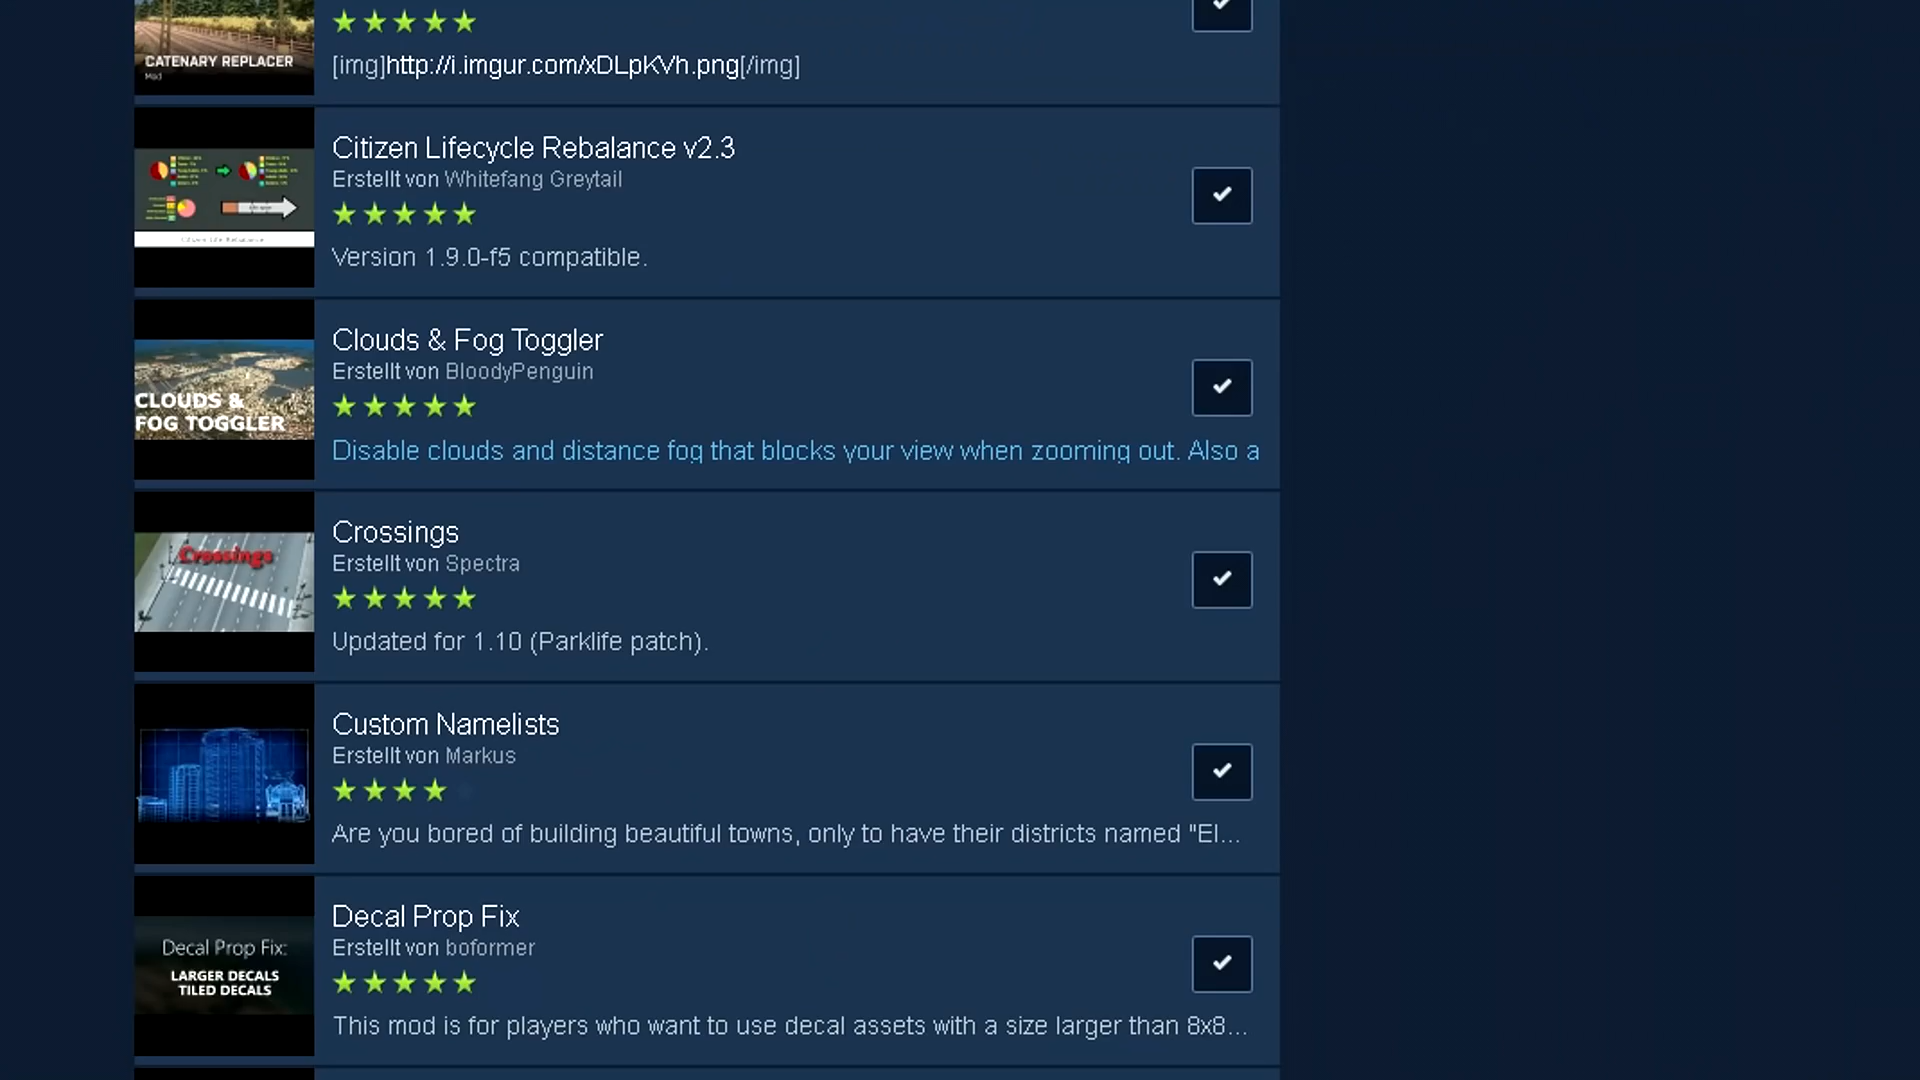 CATENARY REPLACER
Mod
[img]http://i.imgur.com/xDLpKVh.png[/img]
Citizen Lifecycle Rebalance v2.3
Erstellt von Whitefang Greytail
Version 1.9.0-f5 compatible.
Clouds & Fog Toggler
CLOUDS &
FOG TOGGLER
Erstellt von BloodyPenguin
Disable clouds and distance fog that blocks your view when zooming out. Also a
Crossings
Crossings
Erstellt von Spectra
Updated for 1.10 (Parklife patch).
Custom Namelists
Erstellt von Markus
Are you bored of building beautiful towns, only to have their districts named "El...
Decal Prop Fix
Decal Prop Fix:
LARGER DECALS
TILED DECALS
Erstellt von boformer
This mod is for players who want to use decal assets with a size larger than 8x8...